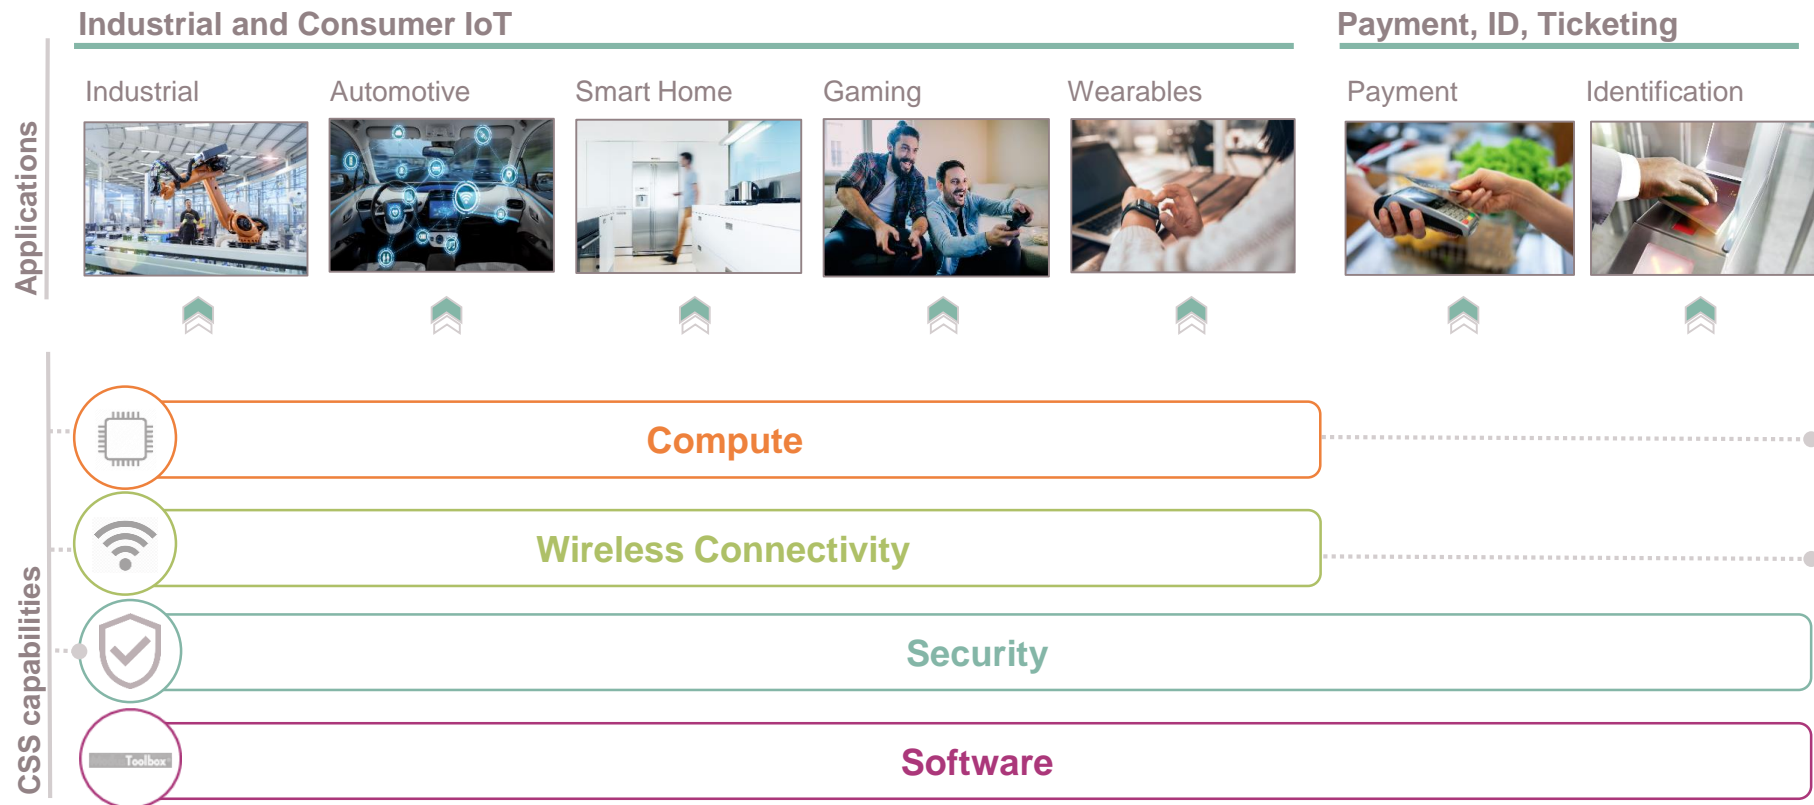 Industrial and Consumer IoT
Payment, ID, Ticketing
Applications
Industrial
Automotive
Smart Home
Gaming
Wearables
Payment
Identification
CSS capabilities
Compute
Wireless Connectivity
Security
Toolbox
Software